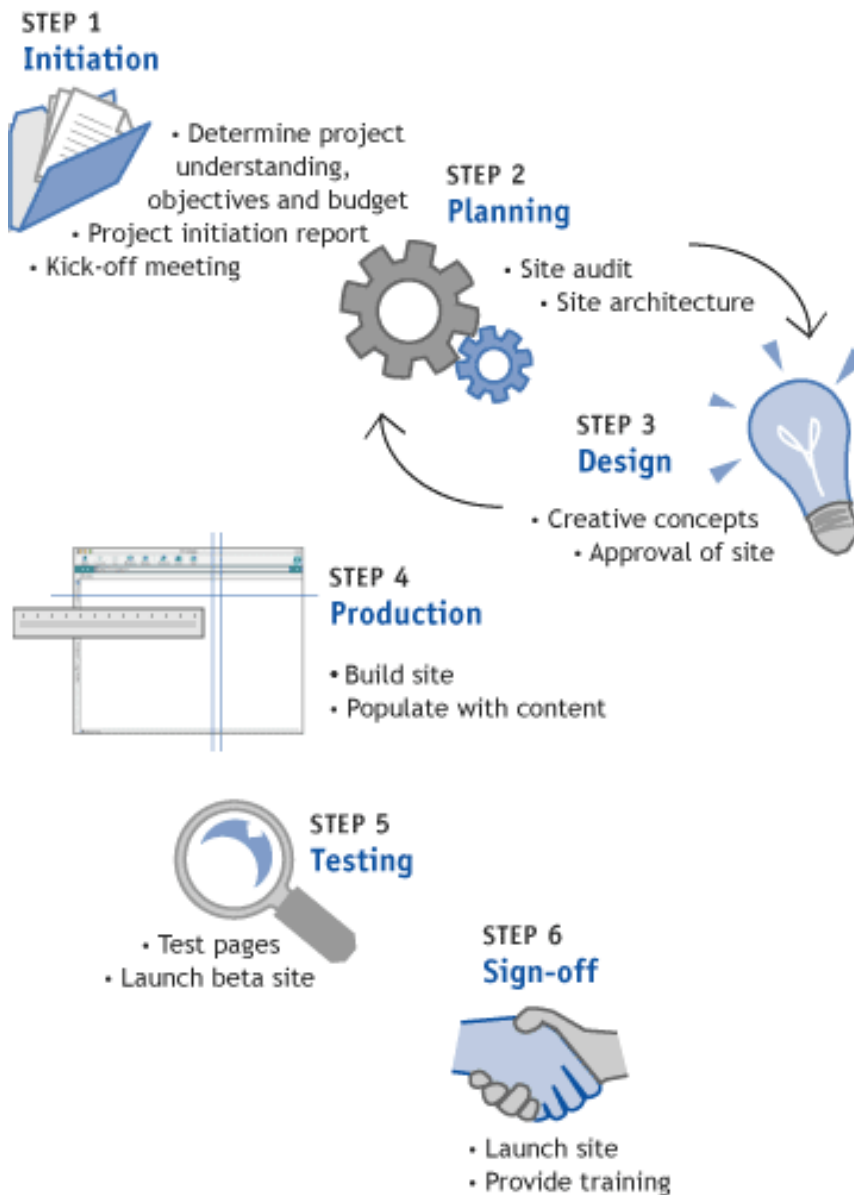 STEP 1
Initiation
• Determine project
understanding,
objectives and budget
• Project initiation report
• Kick-off meeting
STEP 2
Planning
• Site audit
• Site architecture
STEP 3
Design
• Creative concepts
• Approval of site
STEP 4
Production
• Build site
• Populate with content
STEP 5
Testing
• Test pages
• Launch beta site
STEP 6
Sign-off
• Launch site
• Provide training